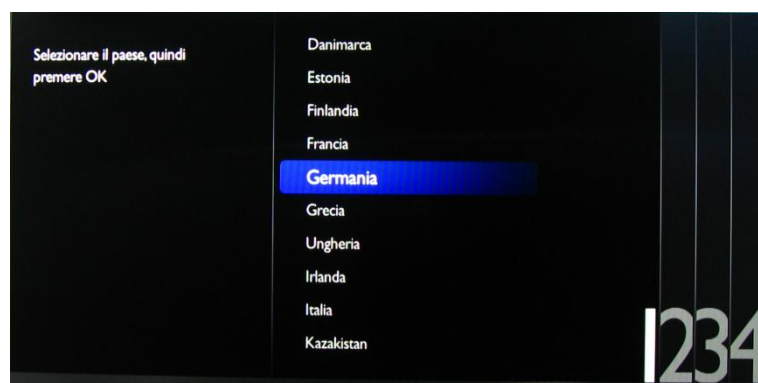 Selezionare il paese, quindi
premere OK
Danimarca
Estonia
Finlandia
Francia
Germania
Grecia
Ungheria
Irlanda
Italia
Kazakistan
1234